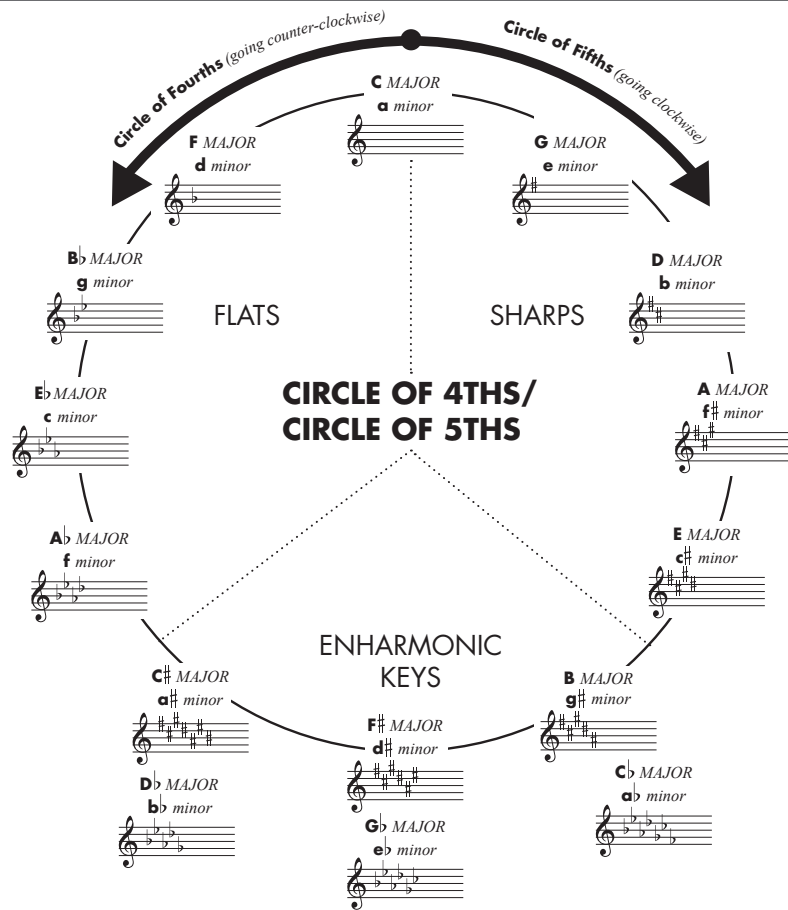 Circle of Fourths (going counter-clockwise)
Circle of Fifths (going clockwise)
C MAJOR
a minor
F MAJOR
d minor
G MAJOR
e minor
B♭ MAJOR
g minor
D MAJOR
b minor
FLATS
SHARPS
CIRCLE OF 4THS/
CIRCLE OF 5THS
E♭ MAJOR
c minor
A MAJOR
f♯ minor
A♭ MAJOR
f minor
E MAJOR
c♯ minor
ENHARMONIC
KEYS
C♯ MAJOR
a♯ minor
B MAJOR
g♯ minor
F♯ MAJOR
d♯ minor
D♭ MAJOR
b♭ minor
C♭ MAJOR
a♭ minor
G♭ MAJOR
e♭ minor